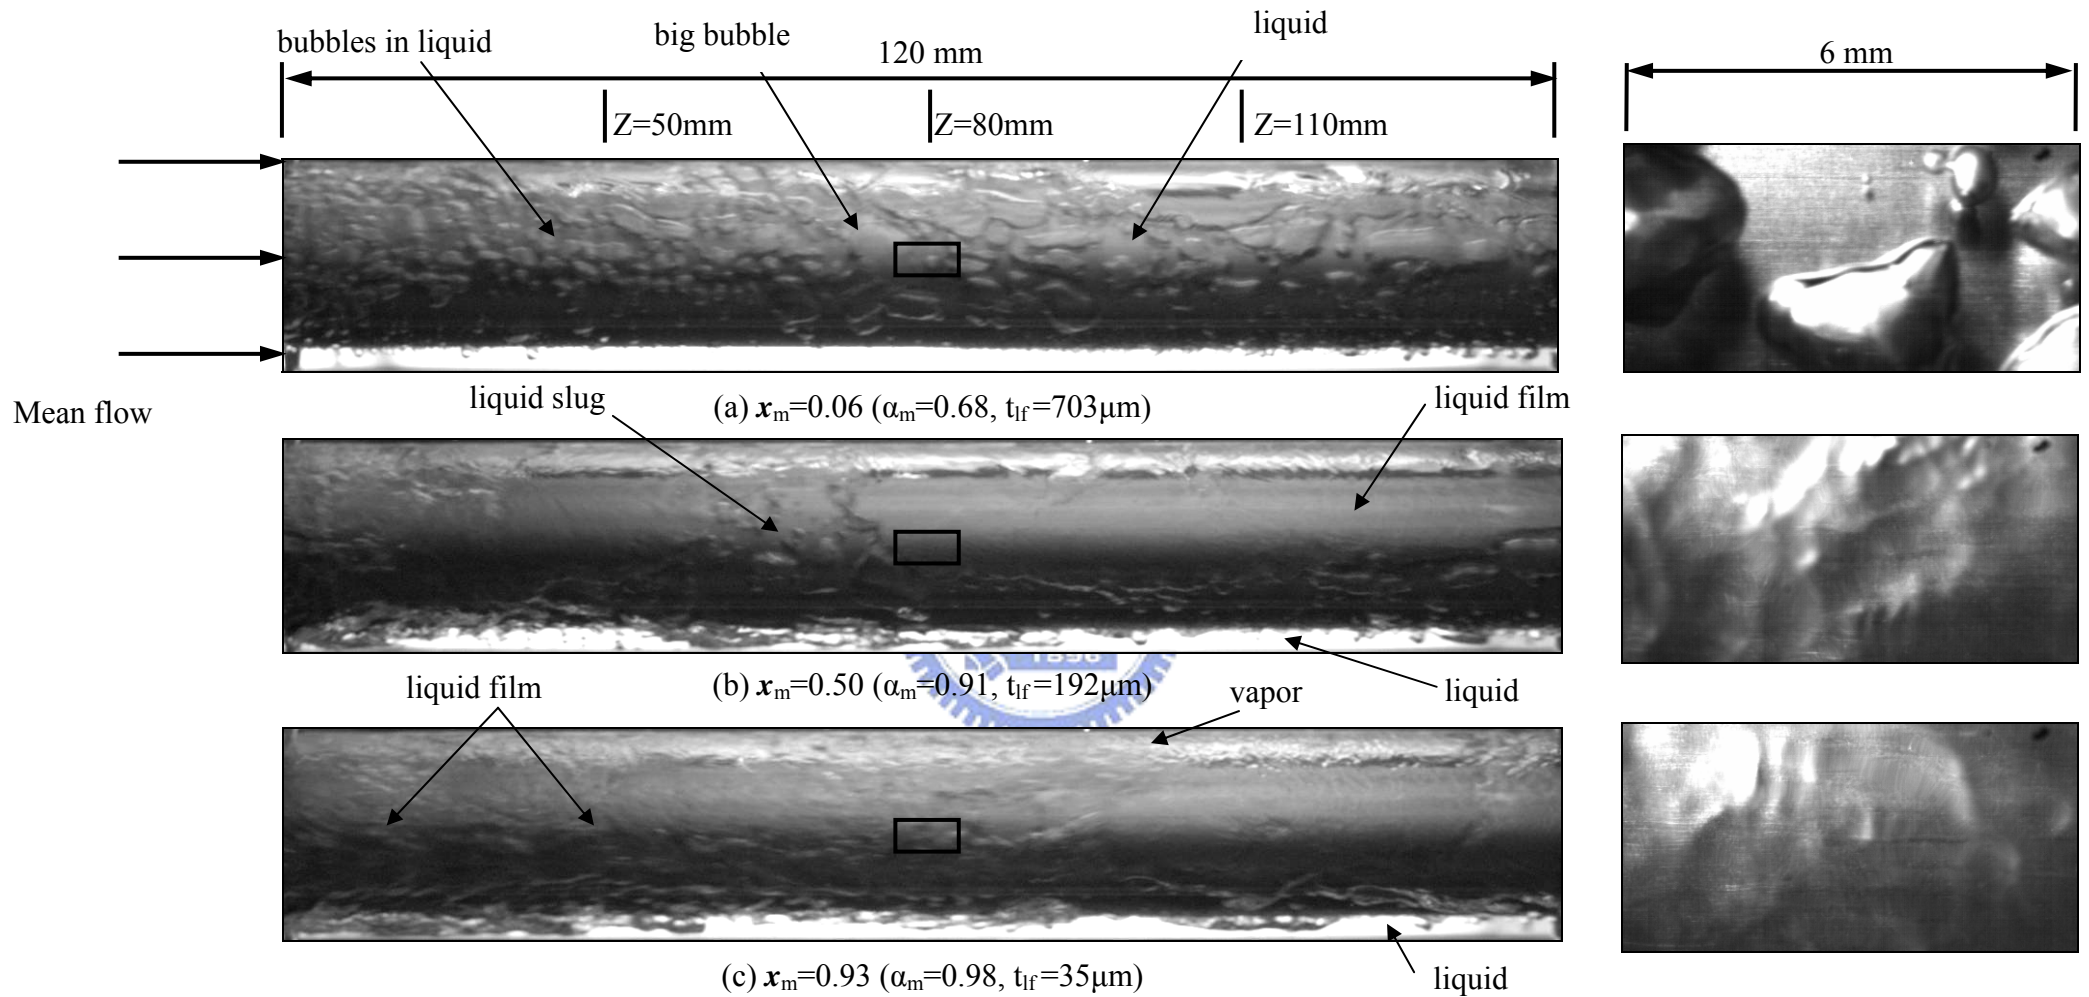 liquid
big bubble
bubbles in liquid
120 mm
6 mm
Z=50mm
Z=80mm
Z=110mm
Mean flow
liquid slug
(a) xm=0.06 (αm=0.68, tlf=703μm)
liquid film
liquid film
(b) xm=0.50 (αm=0.91, tlf=192μm)
1896
vapor
liquid
(c) xm=0.93 (αm=0.98, tlf=35μm)
liquid